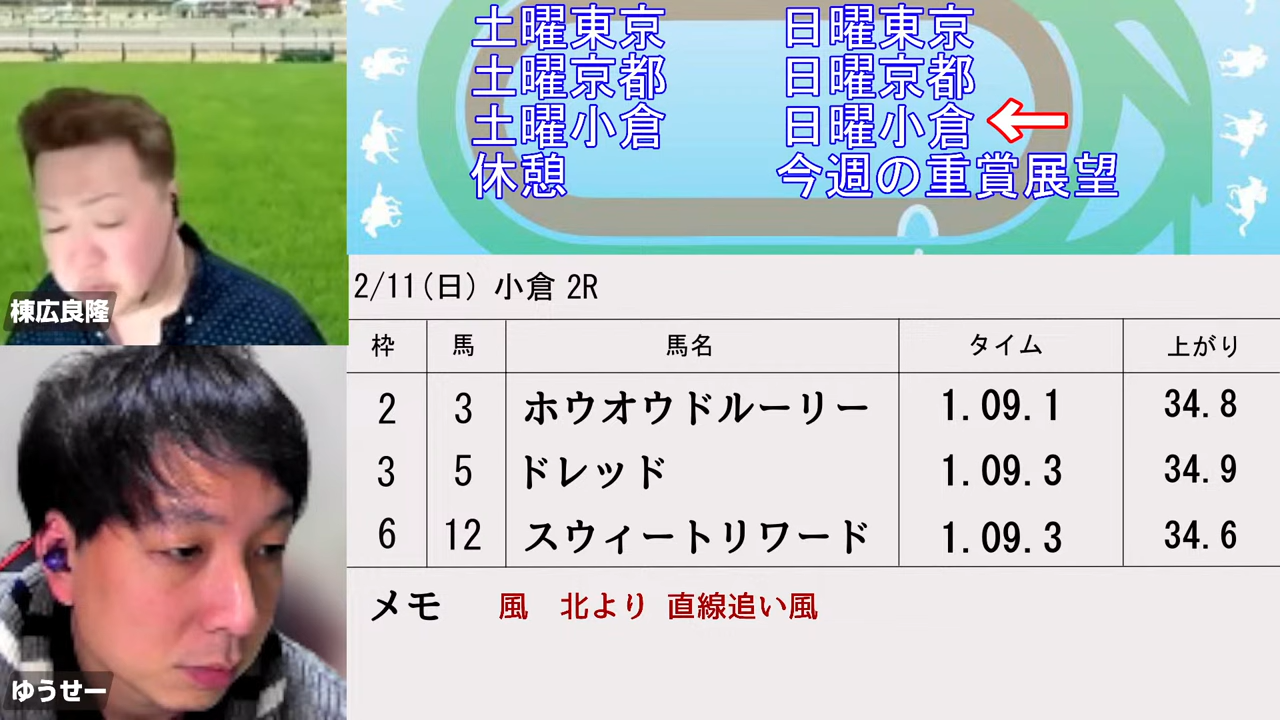 土曜東京 日曜東京
土曜京都 日曜京都
土曜小倉 日曜小倉
休憩 今週の重賞展望
棟広良隆
ゆうせー
2/11(日) 小倉 2R
枠 馬 馬名 タイム 上がり
2 3 ホウオウドルーリー 1.09.1 34.8
3 5 ドレッド 1.09.3 34.9
6 12 スウィートリワード 1.09.3 34.6
メモ 風 北より 直線追い風